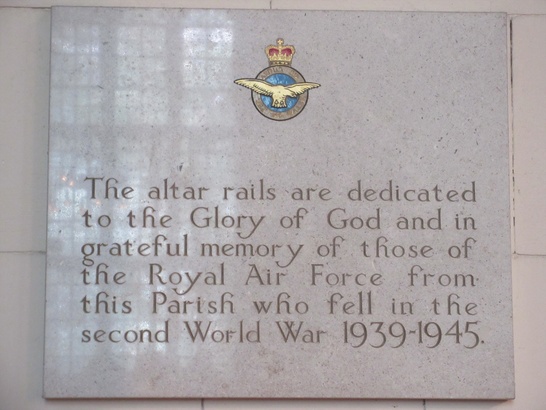 The altar rails are dedicated
to the Glory of God and in
grateful memory of those of
the Royal Air Force from
this Parish who fell in the
second World War 1939-1945.